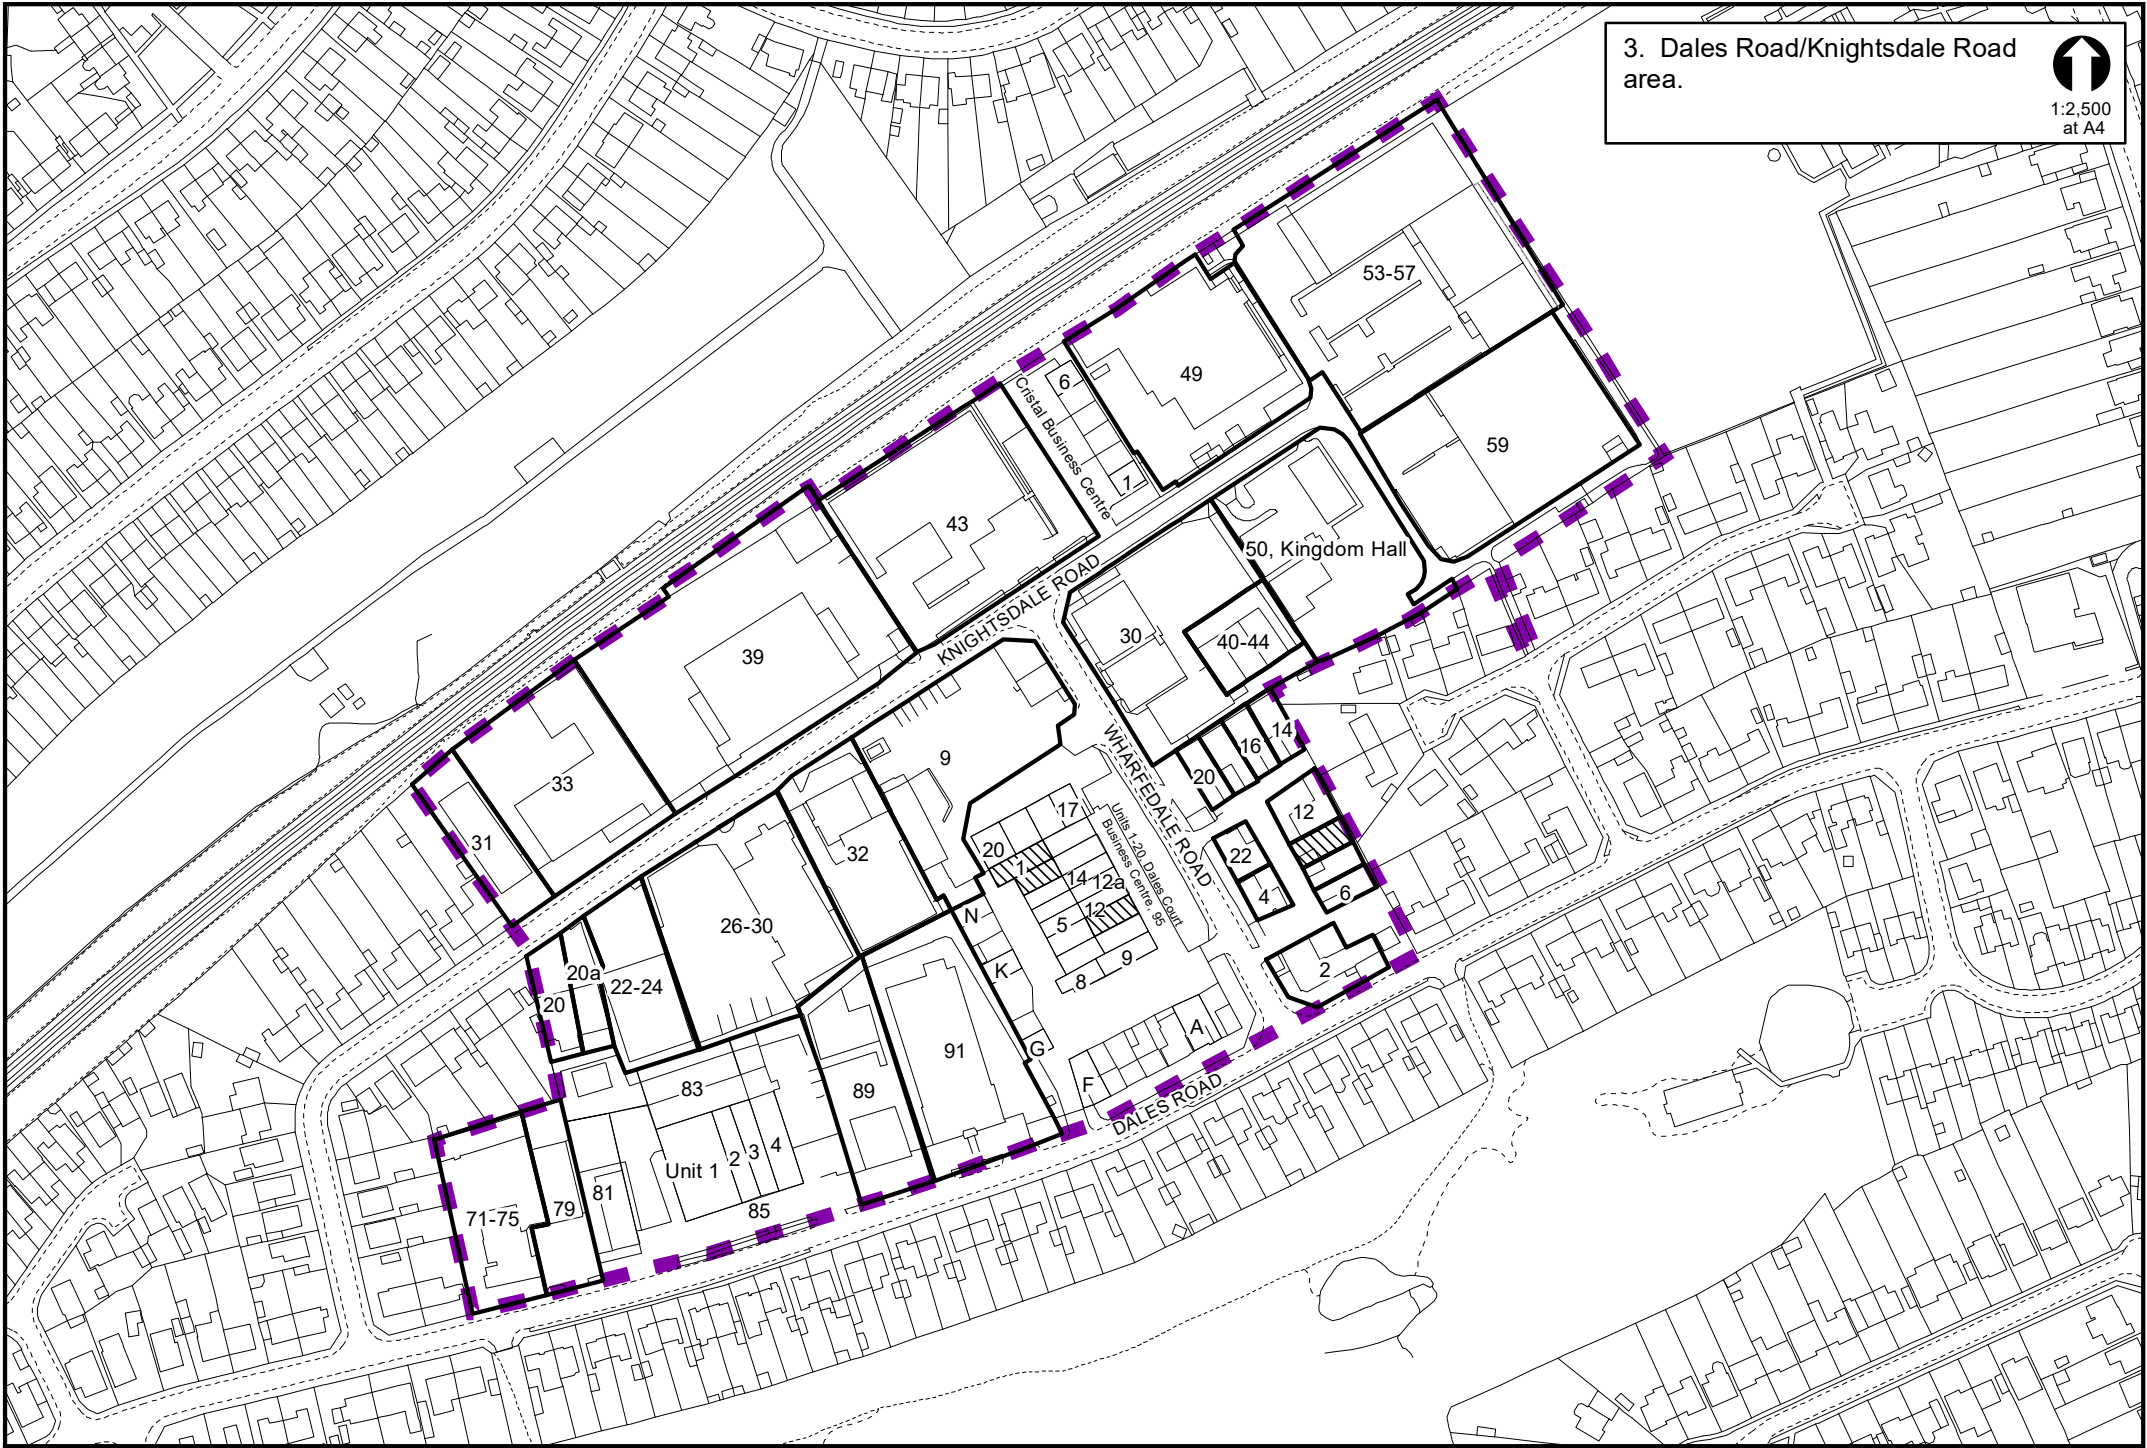 3. Dales Road/Knightsdale Road
area.
1:2,500
at A4
53-57
6
49
Cristal Business Centre
1
59
43
50, Kingdom Hall
KNIGHTSDALE ROAD
30
40-44
39
14
16
9
WHARFEDALE ROAD
20
33
17
12
Units 1-20, Dales Court
Business Centre, 95
31
32
20
1
22
14
12a
4
6
N
12
5
26-30
K
9
2
20a
22-24
8
20
A
91
G
83
89
F
DALES ROAD
Unit 1
2
3
4
81
79
71-75
85